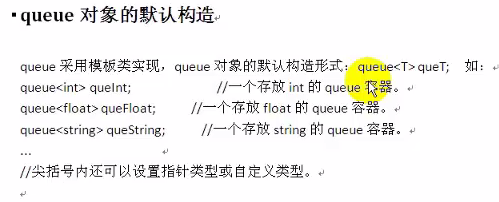 ▪queue 对象的默认构造
queue 采用模板类实现，queue 对象的默认构造形式：queue<T> queT;  如：
queue<int> queInt;            //一个存放 int 的 queue 容器。
queue<float> queFloat;     //一个存放 float 的 queue 容器。
queue<string> queString;     //一个存放 string 的 queue 容器。
...
//尖括号内还可以设置指针类型或自定义类型。